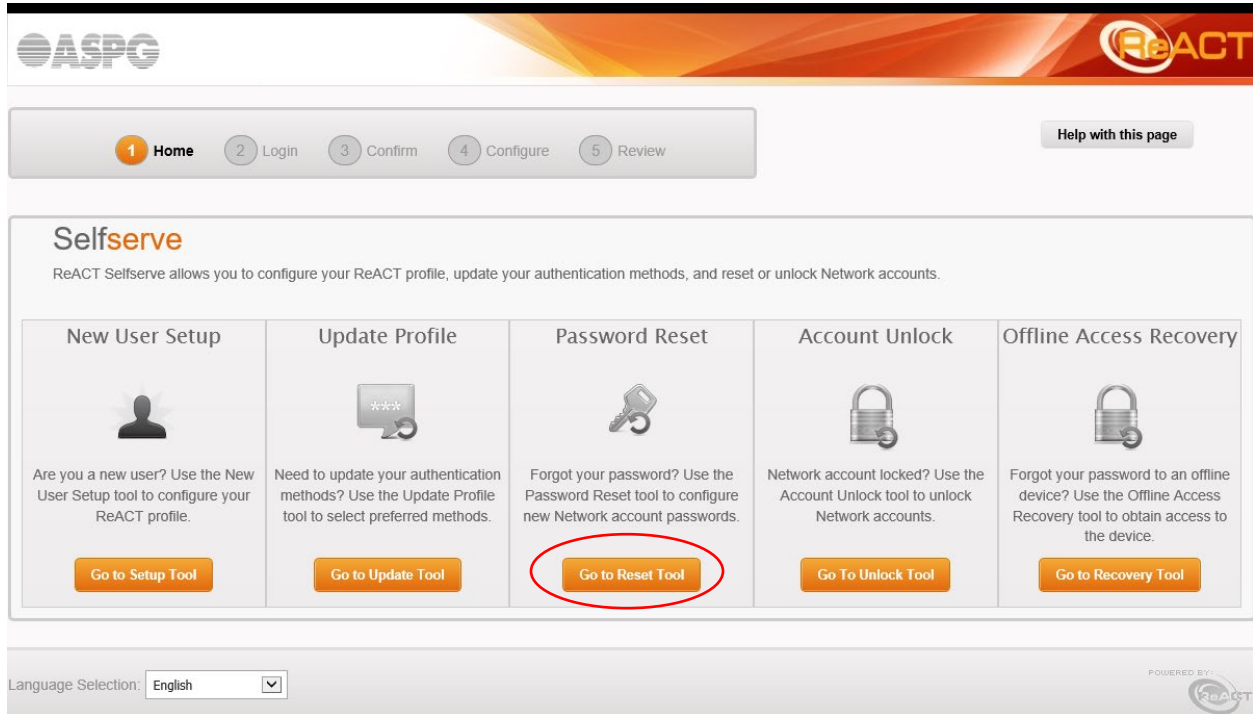 ASPG
ReACT
1 Home 2 Login 3 Confirm 4 Configure 5 Review
Help with this page
Selfserve
ReACT Selfserve allows you to configure your ReACT profile, update your authentication methods, and reset or unlock Network accounts.
New User Setup
Are you a new user? Use the New
User Setup tool to configure your
ReACT profile.
Go to Setup Tool
Update Profile
***
Need to update your authentication
methods? Use the Update Profile
tool to select preferred methods.
Go to Update Tool
Password Reset
Forgot your password? Use the
Password Reset tool to configure
new Network account passwords.
Go to Reset Tool
Account Unlock
Network account locked? Use the
Account Unlock tool to unlock
Network accounts.
Go To Unlock Tool
Offline Access Recovery
Forgot your password to an offline
device? Use the Offline Access
Recovery tool to obtain access to
the device.
Go to Recovery Tool
Language Selection: English
POWERED BY:
ReACT